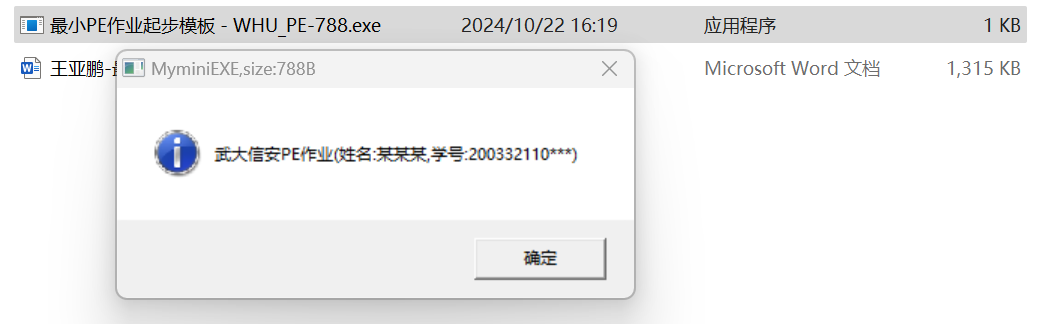 最小PE作业起步模板 - WHU_PE-788.exe 2024/10/22 16:19 应用程序 1 KB
王亚鹏- Microsoft Word 文档 1,315 KB
MyminiEXE,size:788B
武大信安PE作业(姓名:某某某,学号:200332110***)
确定